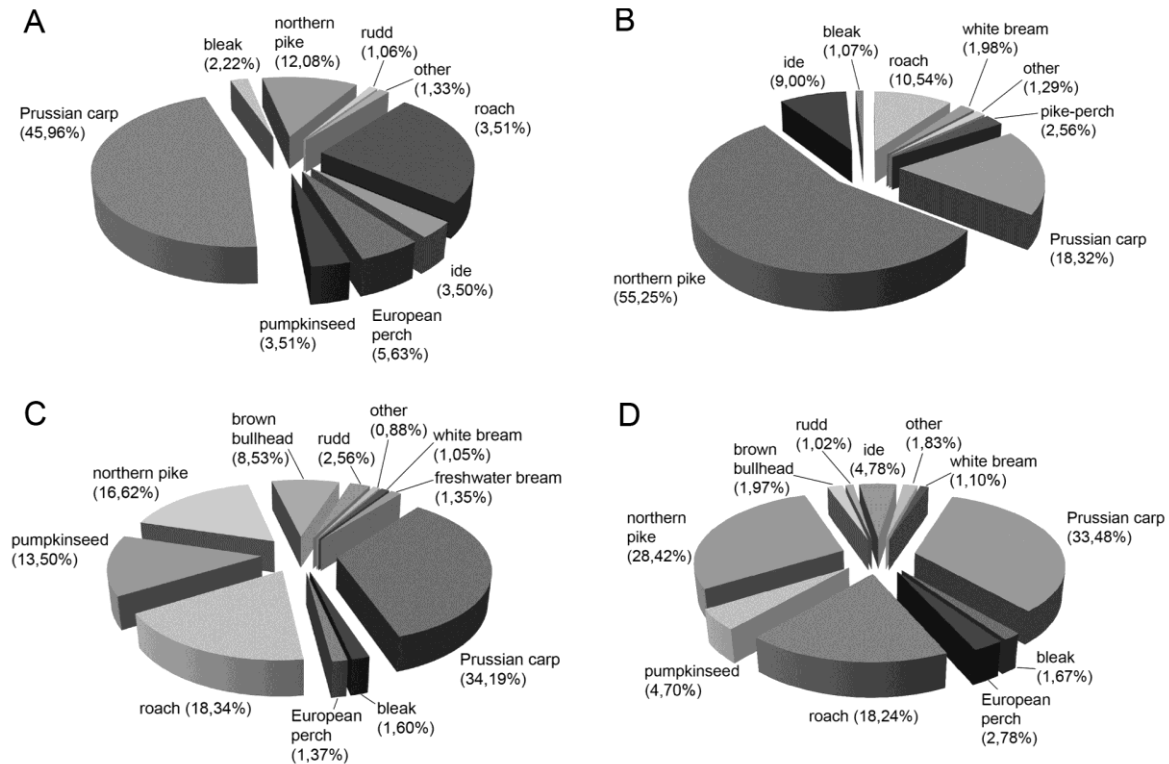 A
bleak
(2,22%)
northern
pike
(12,08%)
rudd
(1,06%)
other
(1,33%)
roach
(3,51%)
Prussian carp
(45,96%)
ide
(3,50%)
European
perch
(5,63%)
pumpkinseed
(3,51%)
B
bleak
(1,07%)
white bream
(1,98%)
ide
(9,00%)
roach
(10,54%)
other
(1,29%)
pike-perch
(2,56%)
Prussian carp
(18,32%)
northern pike
(55,25%)
C
brown
bullhead
(8,53%)
rudd
(2,56%)
other
(0,88%)
white bream
(1,05%)
freshwater bream
(1,35%)
northern pike
(16,62%)
pumpkinseed
(13,50%)
Prussian carp
(34,19%)
roach (18,34%)
European
perch
(1,37%)
bleak
(1,60%)
D
brown
bullhead
(1,97%)
rudd
(1,02%)
ide
(4,78%)
other
(1,83%)
white bream
(1,10%)
northern
pike
(28,42%)
Prussian carp
(33,48%)
pumpkinseed
(4,70%)
roach (18,24%)
European
perch
(2,78%)
bleak
(1,67%)